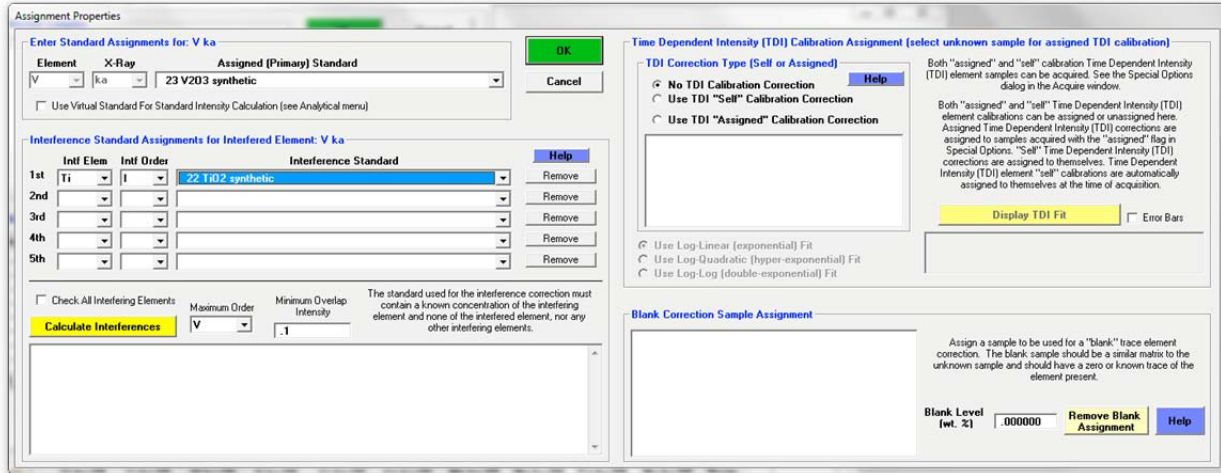 Assignment Properties
Enter Standard Assignments for: V ka
Element X-Ray Assigned (Primary) Standard
V ka 23 V2O3 synthetic
Use Virtual Standard For Standard Intensity Calculation (see Analytical menu)
OK
Cancel
Interference Standard Assignments for Interfered Element: V ka
Intf Elem Intf Order Interference Standard Help
1st Ti I 22 TiO2 synthetic Remove
2nd Remove
3rd Remove
4th Remove
5th Remove
Check All Interfering Elements
Calculate Interferences
Maximum Order
V
Minimum Overlap
Intensity
.1
The standard used for the interference correction must
contain a known concentration of the interfering
element and none of the interfered element, nor any
other interfering elements.
Time Dependent Intensity (TDI) Calibration Assignment (select unknown sample for assigned TDI calibration)
TDI Correction Type (Self or Assigned)
Help
No TDI Calibration Correction
Use TDI "Self" Calibration Correction
Use TDI "Assigned" Calibration Correction
Use Log-Linear (exponential) Fit
Use Log-Quadratic (hyper-exponential) Fit
Use Log-Log (double-exponential) Fit
Both "assigned" and "self" calibration Time Dependent Intensity
(TDI) element samples can be acquired. See the Special Options
dialog in the Acquire window.
Both "assigned" and "self" Time Dependent Intensity (TDI)
element calibrations can be assigned or unassigned here.
Assigned Time Dependent Intensity (TDI) corrections are
assigned to samples acquired with the "assigned" flag in
Special Options. "Self" Time Dependent Intensity (TDI)
corrections are assigned to themselves. Time Dependent
Intensity (TDI) element "self" calibrations are automatically
assigned to themselves at the time of acquisition.
Display TDI Fit
Error Bars
Blank Correction Sample Assignment
Assign a sample to be used for a "blank" trace element
correction. The blank sample should be a similar matrix to the
unknown sample and should have a zero or known trace of the
element present.
Blank Level
(wt. %)
.000000
Remove Blank
Assignment
Help